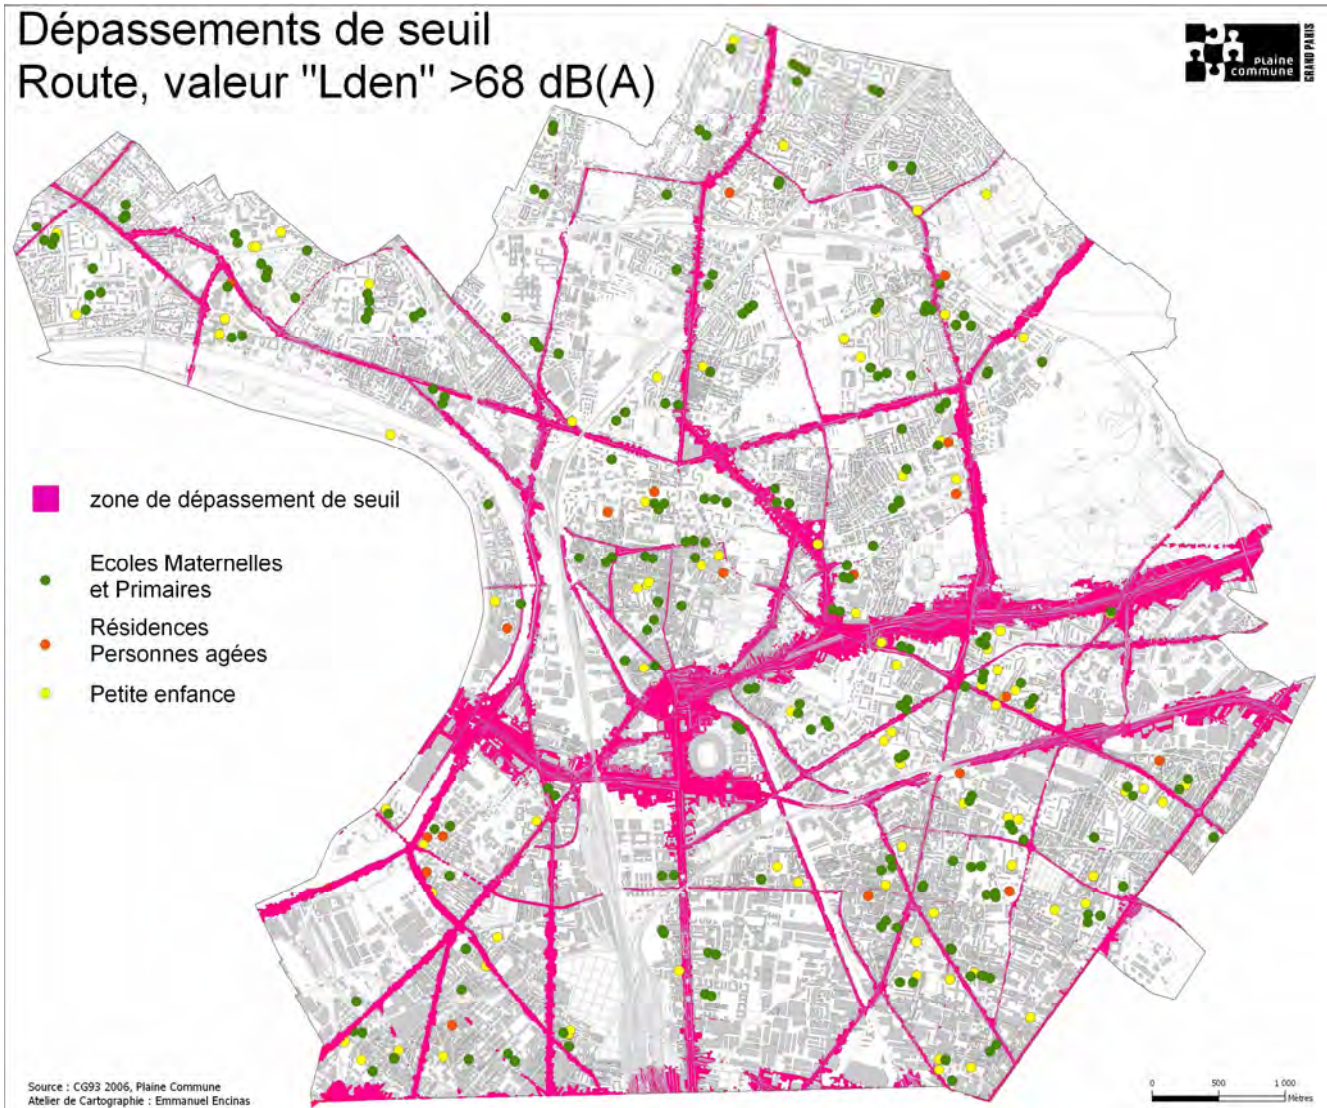 Dépassements de seuil
Route, valeur "Lden" >68 dB(A)
PLAINE
commune
GRAND PARIS
zone de dépassement de seuil
Ecoles Maternelles
et Primaires
Résidences
Personnes agées
Petite enfance
Source : CG93 2006, Plaine Commune
Atelier de Cartographie : Emmanuel Encinas
0 500 1 000
Mètres